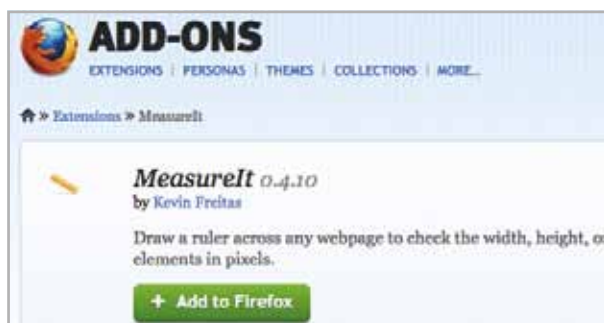 ADD-ONS
EXTENSIONS | PERSONAS | THEMES | COLLECTIONS | MORE...
» Extensions » MeasureIt
MeasureIt 0.4.10
by Kevin Freitas
Draw a ruler across any webpage to check the width, height, o
elements in pixels.
+ Add to Firefox